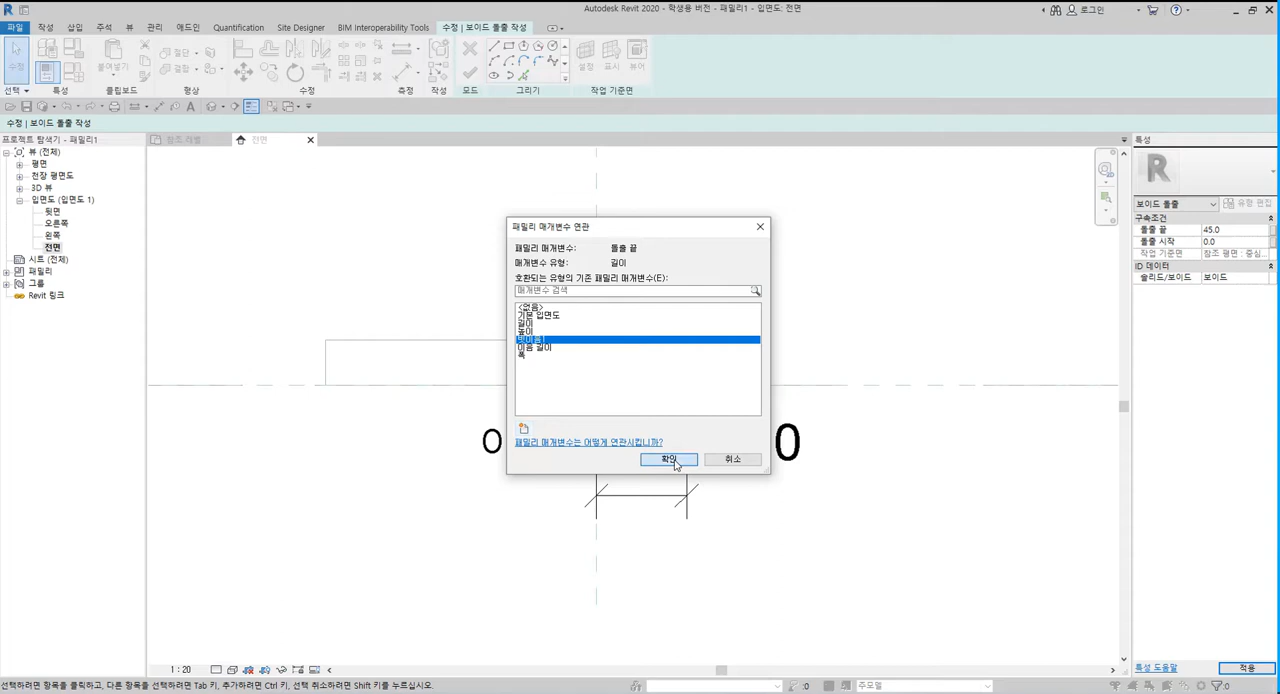 Autodesk Revit 2020 - 학생용 버전 - 패밀리1 - 입면도: 전면
로그인
파일 작성 삽입 주석 뷰 관리 애드인 Quantification Site Designer BIM Interoperability Tools 수정 | 보이드 돌출 작성
수정 붙여넣기 절단 설정 표시 뷰어
결합
선택 특성 클립보드 형상 수정 측정 작성 모드 그리기 작업 기준면
수정 | 보이드 돌출 작성
프로젝트 탐색기 - 패밀리1
참조 레벨
전면
특성
뷰 (전체)
평면
천장 평면도
3D 뷰
입면도 (입면도 1)
뒷면
오른쪽
왼쪽
전면
시트 (전체)
패밀리
그룹
Revit 링크
패밀리 매개변수 연관
패밀리 매개변수: 돌출 끝
매개변수 유형: 길이
호환되는 유형의 기존 패밀리 매개변수(E):
매개변수 검색
<없음>
기본 입면도
길이
높이
이음 길이
폭
패밀리 매개변수는 어떻게 연관시킵니까?
확인 취소
0
보이드 돌출 유형 편집
구속조건
돌출 끝 45.0
돌출 시작 0.0
작업 기준면 참조 평면 : 중심...
ID 데이터
솔리드/보이드 보이드
특성 도움말 적용
1 : 20
선택하려면 항목을 클릭하고, 다른 항목을 선택하려면 Tab 키, 추가하려면 Ctrl 키, 선택 취소하려면 Shift 키를 누르십시오.
:0 주모델 :0